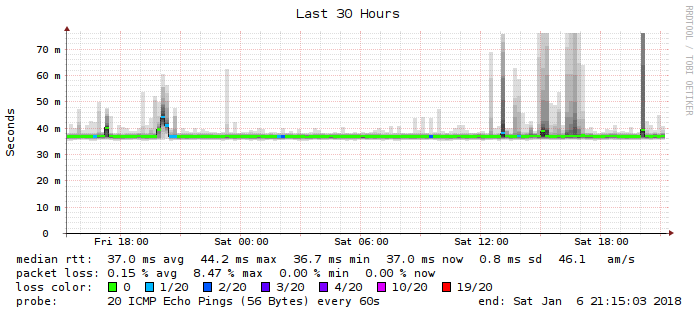 Last 30 Hours
RRDTOOL / TOBI OETIKER
Seconds
70 m
60 m
50 m
40 m
30 m
20 m
10 m
0
Fri 18:00 Sat 00:00 Sat 06:00 Sat 12:00 Sat 18:00
median rtt: 37.0 ms avg 44.2 ms max 36.7 ms min 37.0 ms now 0.8 ms sd 46.1 am/s
packet loss: 0.15 % avg 8.47 % max 0.00 % min 0.00 % now
loss color: 0 1/20 2/20 3/20 4/20 10/20 19/20
probe: 20 ICMP Echo Pings (56 Bytes) every 60s end: Sat Jan 6 21:15:03 2018